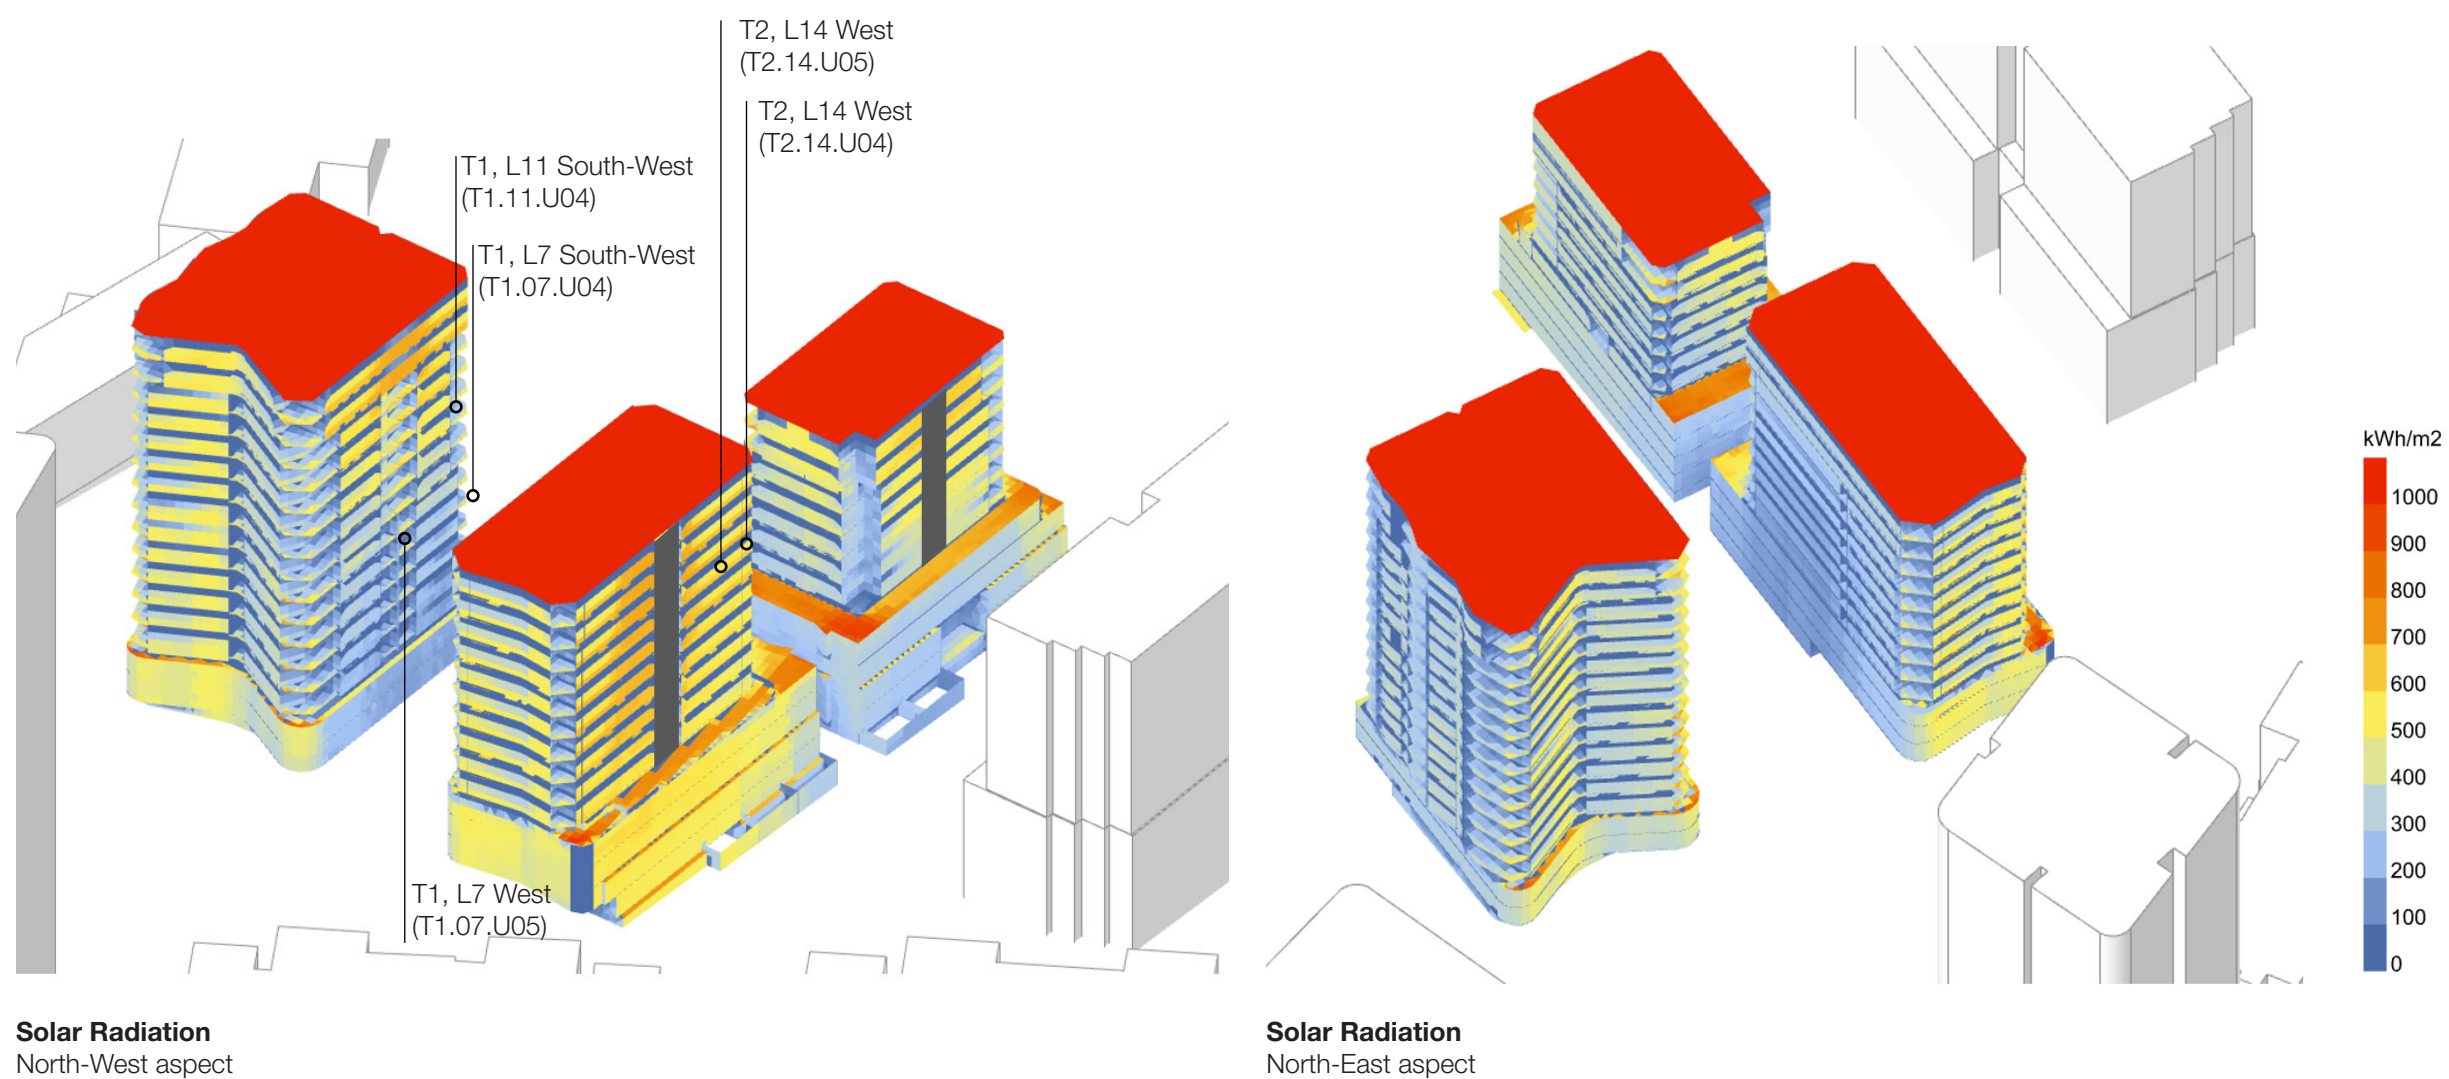 T2, L14 West
(T2.14.U05)
T2, L14 West
(T2.14.U04)
T1, L11 South-West
(T1.11.U04)
T1, L7 South-West
(T1.07.U04)
T1, L7 West
(T1.07.U05)
kWh/m2
1000
900
800
700
600
500
400
300
200
100
0
Solar Radiation
North-West aspect
Solar Radiation
North-East aspect